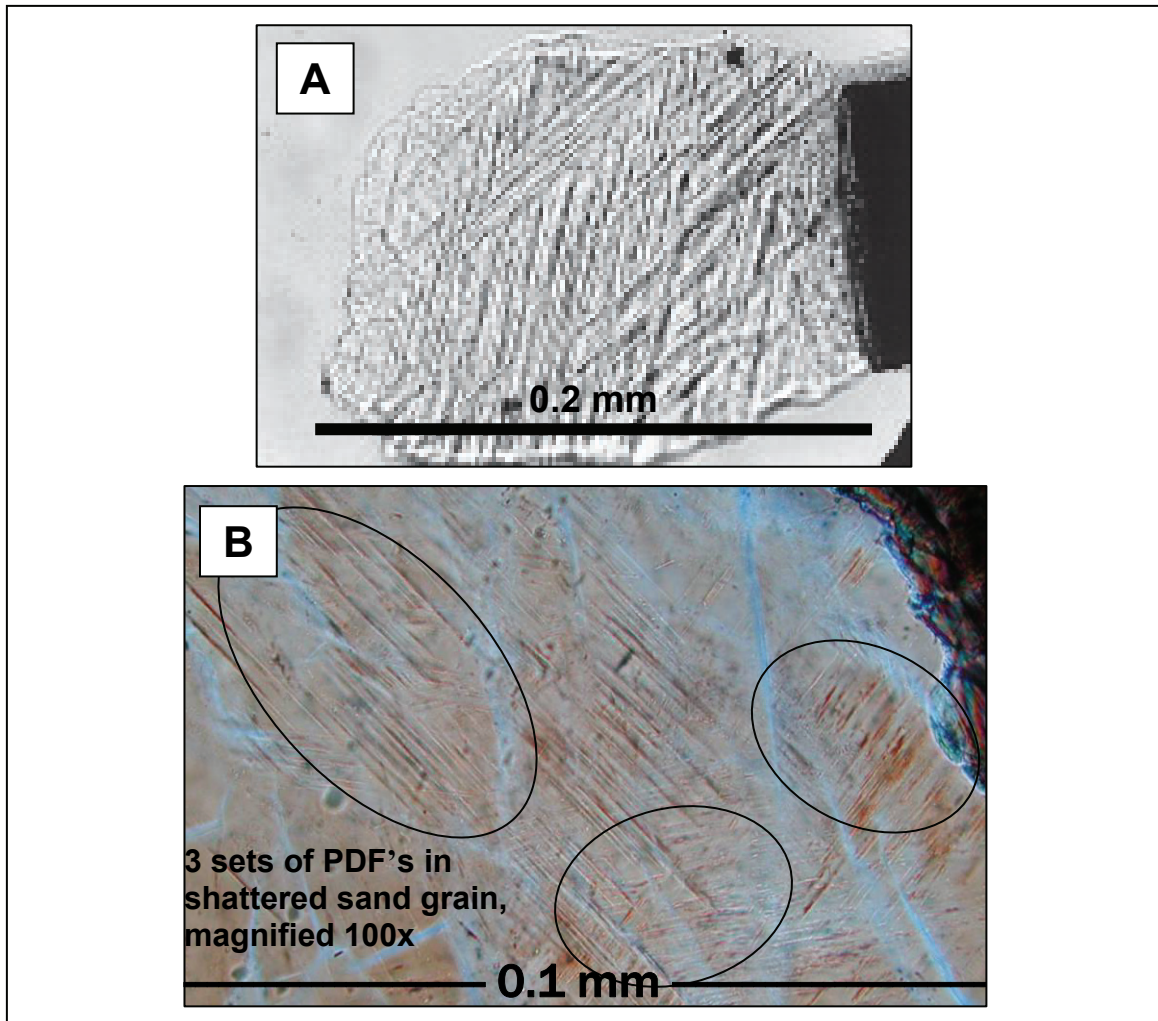 A
0.2 mm
B
3 sets of PDF’s in
shattered sand grain,
magnified 100x
0.1 mm